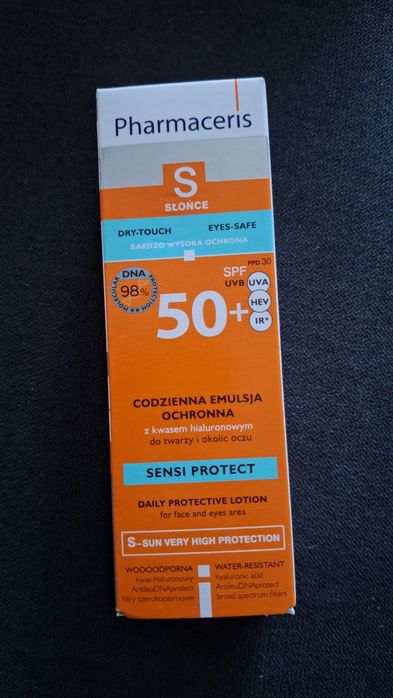 Pharmaceris
S
SŁOŃCE
DRY-TOUCH EYES-SAFE
BARDZO WYSOKA OCHRONA
DNA
98%
MOLECULAR PROTECTION
SPF PPD 30
UVB UVA
50+ HEV
IR*
CODZIENNA EMULSJA
OCHRONNA
z kwasem hialuronowym
do twarzy i okolic oczu
SENSI PROTECT
DAILY PROTECTIVE LOTION
for face and eyes area
S-SUN VERY HIGH PROTECTION
WODOODPORNA
kwas hialuronowy
AntileuDNAprotect
filtry szerokopasmowe
WATER-RESISTANT
hyaluronic acid
AntileuDNAprotect
broad spectrum filters